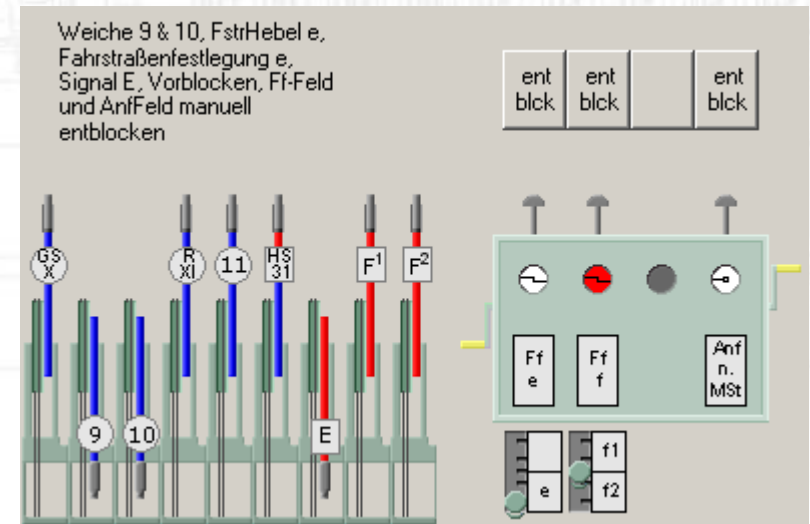 Weiche 9 & 10, FstrHebel e,
Fahrstraßenfestlegung e,
Signal E, Vorblocken, Ff-Feld
und AnfFeld manuell
entblocken
ent
blck
ent
blck
ent
blck
GS
X
R
XI
11
HS
31
F¹
F²
9
10
E
Ff
e
Ff
f
Anf
n.
MSt
e
f1
f2